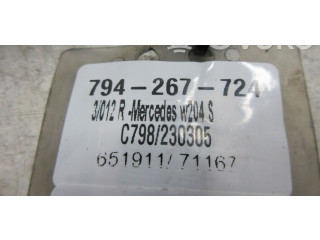 794-267-724
3/012 R -Mercedes w204 S
C798/230305
651911/71167